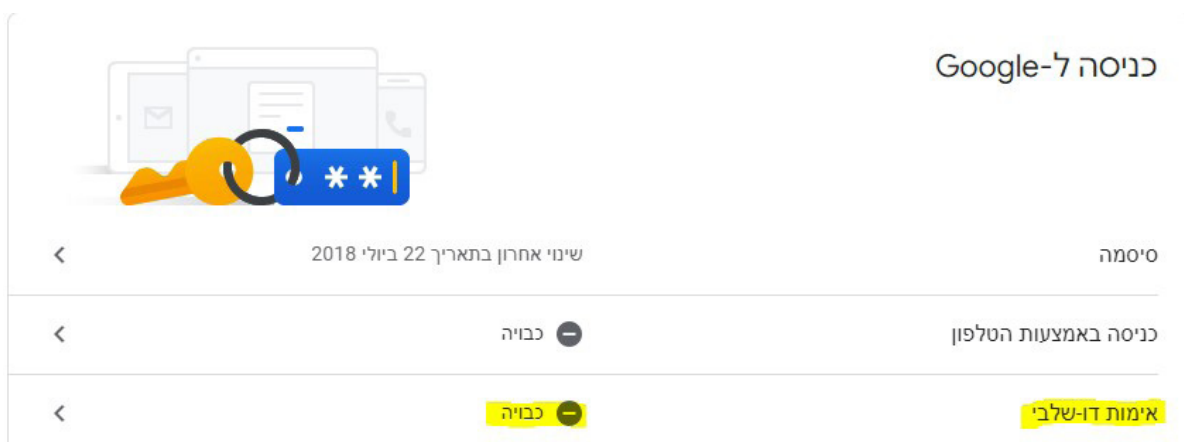 כניסה ל-Google
סיסמה שינוי אחרון בתאריך 22 ביולי 2018
כניסה באמצעות הטלפון כבויה
אימות דו-שלבי כבויה